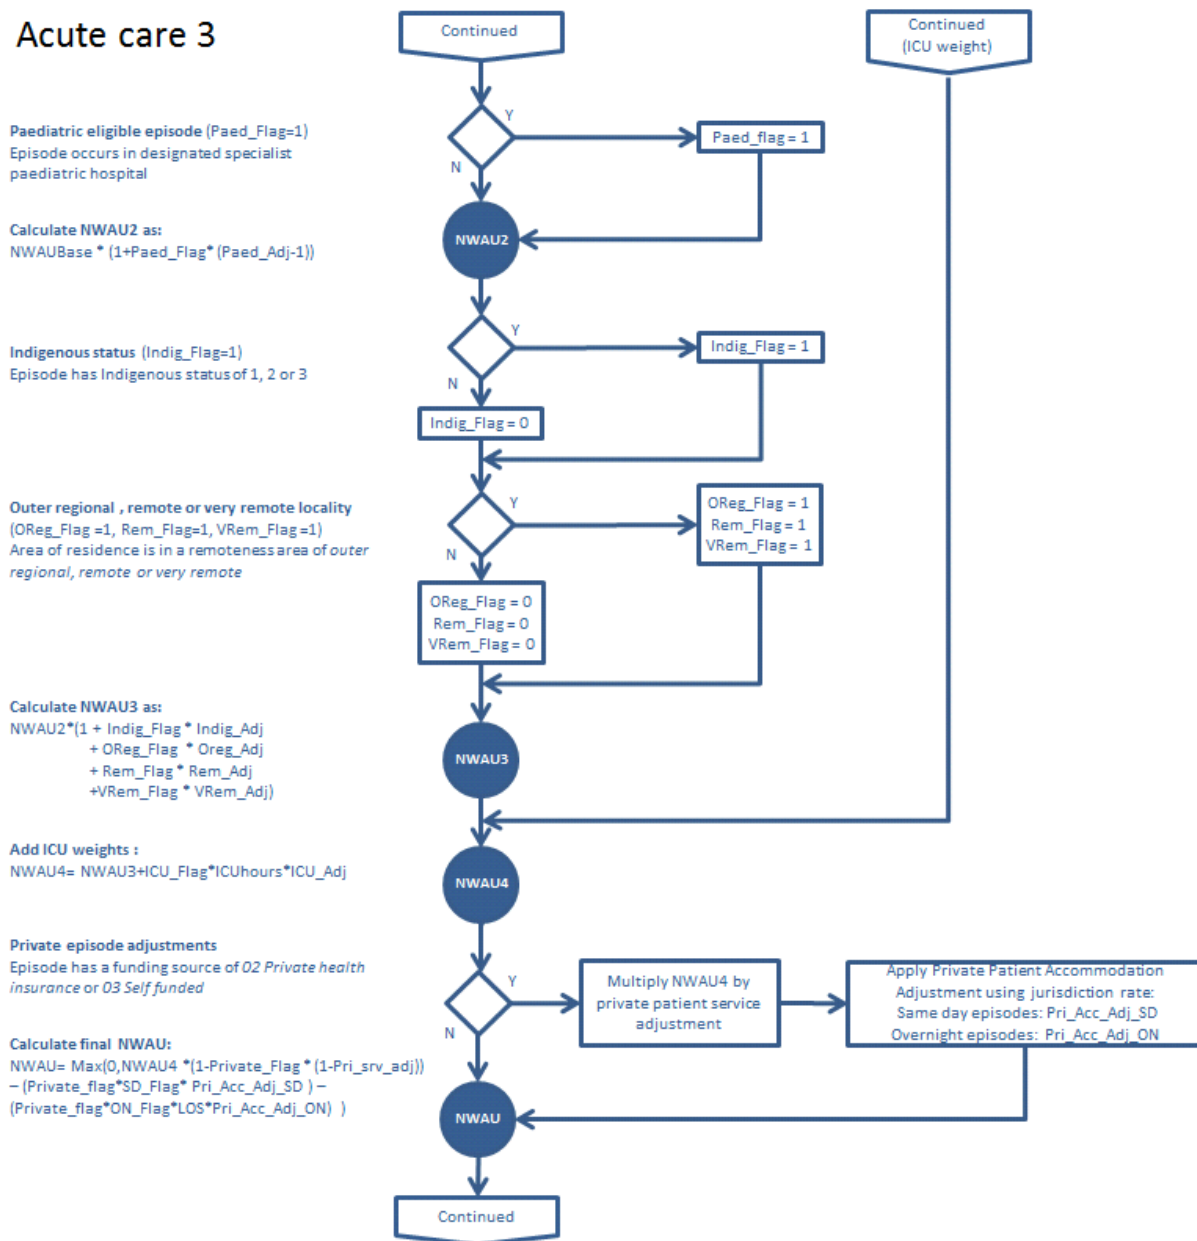 Acute care 3
Continued
Continued
(ICU weight)
Paediatric eligible episode (Paed_Flag=1)
Episode occurs in designated specialist
paediatric hospital
Y
N
Paed_flag = 1
Calculate NWAU2 as:
NWAUBase * (1+Paed_Flag* (Paed_Adj-1))
NWAU2
Indigenous status (Indig_Flag=1)
Episode has Indigenous status of 1, 2 or 3
Y
N
Indig_Flag = 1
Indig_Flag = 0
Outer regional , remote or very remote locality
(OReg_Flag =1, Rem_Flag=1, VRem_Flag =1)
Area of residence is in a remoteness area of outer
regional, remote or very remote
Y
N
OReg_Flag = 1
Rem_Flag = 1
VRem_Flag = 1
OReg_Flag = 0
Rem_Flag = 0
VRem_Flag = 0
Calculate NWAU3 as:
NWAU2*(1 + Indig_Flag * Indig_Adj
+ OReg_Flag * Oreg_Adj
+ Rem_Flag * Rem_Adj
+VRem_Flag * VRem_Adj)
NWAU3
Add ICU weights :
NWAU4= NWAU3+ICU_Flag*ICUhours*ICU_Adj
NWAU4
Private episode adjustments
Episode has a funding source of 02 Private health
insurance or 03 Self funded
Y
N
Multiply NWAU4 by
private patient service
adjustment
Apply Private Patient Accommodation
Adjustment using jurisdiction rate:
Same day episodes: Pri_Acc_Adj_SD
Overnight episodes: Pri_Acc_Adj_ON
Calculate final NWAU:
NWAU= Max(0,NWAU4 *(1-Private_Flag * (1-Pri_srv_adj))
– (Private_flag*SD_Flag* Pri_Acc_Adj_SD ) –
(Private_flag*ON_Flag*LOS*Pri_Acc_Adj_ON) )
NWAU
Continued